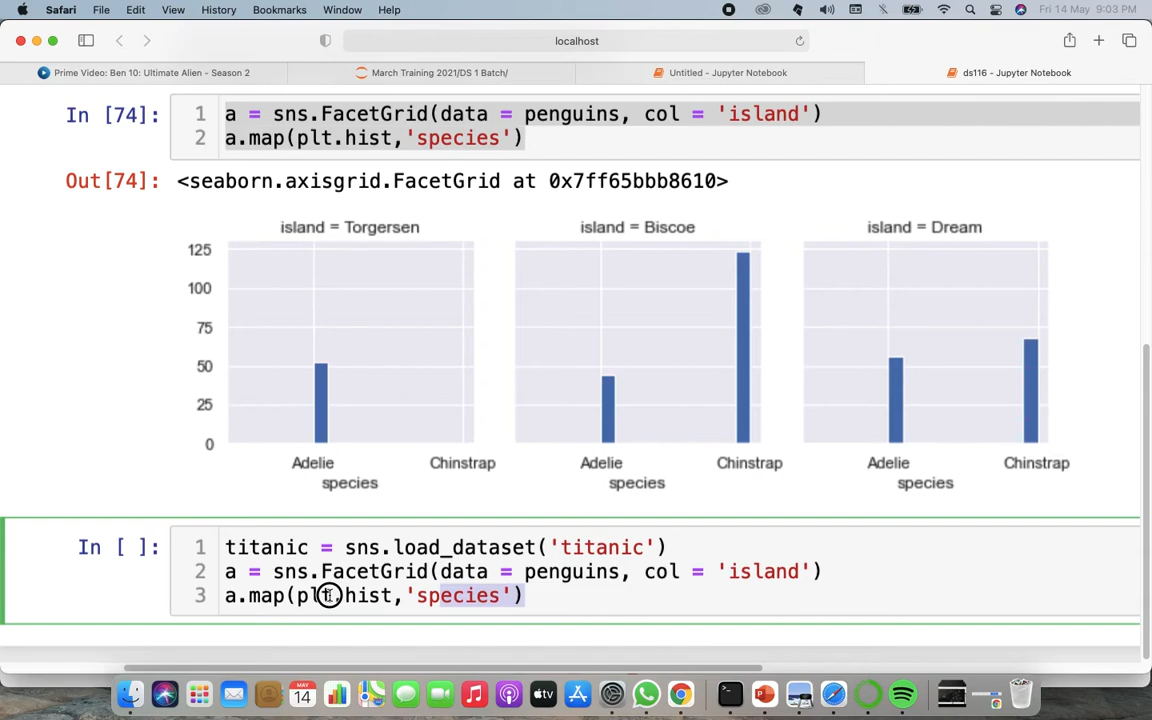 Safari File Edit View History Bookmarks Window Help Fri 14 May 9:03 PM
localhost
Prime Video: Ben 10: Ultimate Alien - Season 2 March Training 2021/DS 1 Batch/ Untitled - Jupyter Notebook ds116 - Jupyter Notebook
In [74]: 1 a = sns.FacetGrid(data = penguins, col = 'island')
2 a.map(plt.hist,'species')
Out[74]: <seaborn.axisgrid.FacetGrid at 0x7ff65bbb8610>
island = Torgersen island = Biscoe island = Dream
125
100
75
50
25
0
Adelie Chinstrap Adelie Chinstrap Adelie Chinstrap
species species species
In [ ]: 1 titanic = sns.load_dataset('titanic')
2 a = sns.FacetGrid(data = penguins, col = 'island')
3 a.map(plt.hist,'species')
MAY
14
tv